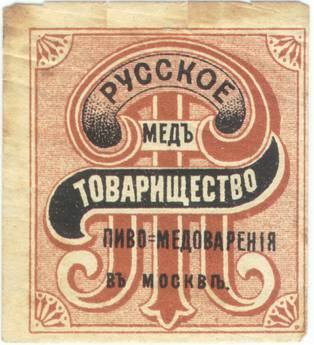 РУССКОЕ
МЕДЪ
ТОВАРИЩЕСТВО
ПИВО=МЕДОВАРЕНІЯ
ВЪ МОСКВѢ.